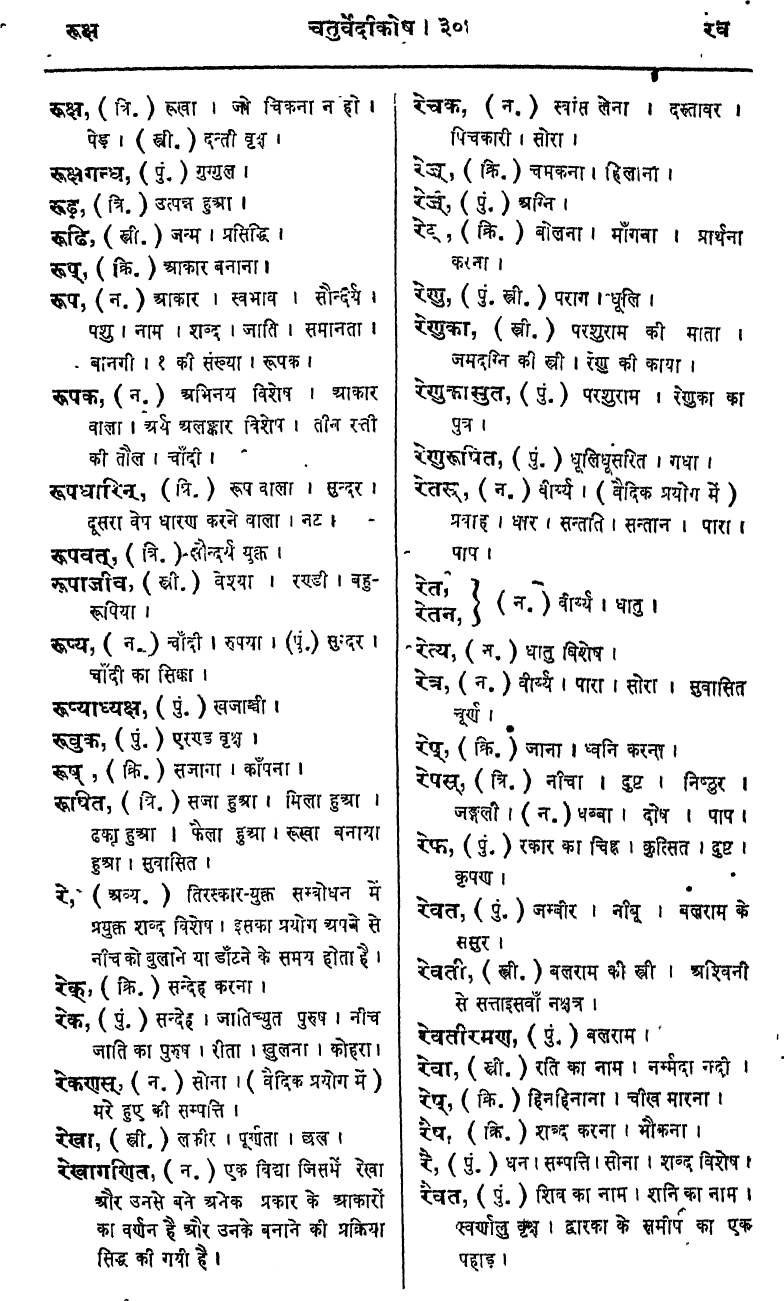 रूक्ष
चतुर्वेदीकोष । ३०१
रूक्ष, ( त्रि. ) रूखा । जो चिकना न हो ।
पेड़ । ( स्त्री. ) दन्ती वृक्ष ।
रूक्षगन्ध, ( पुं. ) गुग्गुल ।
रूढ़, ( त्रि. ) उत्पन्न हुआ ।
रूढि, ( स्त्री. ) जन्म । प्रसिद्धि ।
रूप्, ( क्रि. ) आकार बनाना ।
रूप, ( न. ) आकार । स्वभाव । सौन्दर्य ।
पशु । नाम । शब्द । जाति । समानता ।
बानगी । १ की संख्या । रूपक ।
रूपक, ( न. ) अभिनय विशेष । आकार
वाला । अर्थ अलङ्कार विशेष । तीन रत्ती
की तौल । चाँदी ।
रूपधारिन्, ( त्रि. ) रूप वाला । सुन्दर ।
दूसरा वेप धारण करने वाला । नट ।
रूपवत्, ( त्रि. ) सौन्दर्य युक्त ।
रूपाजीव, ( स्त्री. ) वेश्या । रण्डी । बहु-
रूपिया ।
रूप्य, ( न. ) चाँदी । रुपया । (पुं.) सुन्दर ।
चाँदी का सिक्का ।
रूप्याध्यक्ष, ( पुं. ) खजाञ्ची ।
रूवुक, ( पुं. ) एरण्ड वृक्ष ।
रूष् , ( क्रि. ) सजाना । काँपना ।
रूषित, ( त्रि. ) सजा हुआ । मिला हुआ ।
ढका हुआ । फैला हुआ । रूखा बनाया
हुआ । सुवासित ।
रे, ( अव्य. ) तिरस्कार-युक्त सम्बोधन में
प्रयुक्त शब्द विशेष । इसका प्रयोग अपने से
नीच को बुलाने या डाँटने के समय होता है ।
रेक्, ( क्रि. ) सन्देह करना ।
रेक, ( पुं. ) सन्देह । जातिच्युत पुरुष । नीच
जाति का पुरुष । रीता । खुलना । कोहरा ।
रेकणस्, ( न. ) सोना । ( वैदिक प्रयोग में )
मरे हुए की सम्पत्ति ।
रेखा, ( स्त्री. ) लकीर । पूर्णता । छल ।
रेखागणित, ( न. ) एक विद्या जिसमें रेखा
और उनसे बने अनेक प्रकार के आकारों
का वर्णन है और उनके बनाने की प्रक्रिया
सिद्ध की गयी है ।
रेचक, ( न. ) स्वांस लेना । दस्तावर ।
पिचकारी । सोरा ।
रेज्, ( क्रि. ) चमकना । हिलाना ।
रेज्, ( पुं. ) अग्नि ।
रेट् , ( क्रि. ) बोलना । माँगना । प्रार्थना
करना ।
रेणु, ( पुं. स्त्री. ) पराग । धूलि ।
रेणुका, ( स्त्री. ) परशुराम की माता ।
जमदग्नि की स्त्री । रेणु की काया ।
रेणुकासुत, ( पुं. ) परशुराम । रेणुका का
पुत्र ।
रेणुरूषित, ( पुं. ) धूलिधूसरित । गधा ।
रेतस्, ( न. ) वीर्य्य । ( वैदिक प्रयोग में )
प्रवाह । धार । सन्तति । सन्तान । पारा ।
पाप ।
रेत,
रेतन, } ( न. ) वीर्य्य । धातु ।
रेत्य, ( न. ) धातु विशेष ।
रेत्र, ( न. ) वीर्य्य । पारा । सोरा । सुवासित
चूर्ण ।
रेप्, ( क्रि. ) जाना । ध्वनि करना ।
रेपस्, ( त्रि. ) नीचा । दुष्ट । निष्ठुर ।
जङ्गली । ( न. ) धब्बा । दोष । पाप ।
रेफ, ( पुं. ) रकार का चिह्न । कुत्सित । दुष्ट ।
कृपण ।
रेवत, ( पुं. ) जम्बीर । नीबू । बलराम के
ससुर ।
रेवती, ( स्त्री. ) बलराम की स्त्री । अश्विनी
से सत्ताइसवाँ नक्षत्र ।
रेवतीरमण, ( पुं. ) बलराम ।
रेवा, ( स्त्री. ) रति का नाम । नर्म्मदा नदी ।
रेष्, ( क्रि. ) हिनहिनाना । चीख मारना ।
( क्रि. ) शब्द करना । भौकना ।
रै, ( पुं. ) धन । सम्पत्ति । सोना । शब्द विशेष ।
रैवत, ( पुं. ) शिव का नाम । शनि का नाम ।
स्वर्णालु वृक्ष । द्वारका के समीप का एक
पहाड़ ।